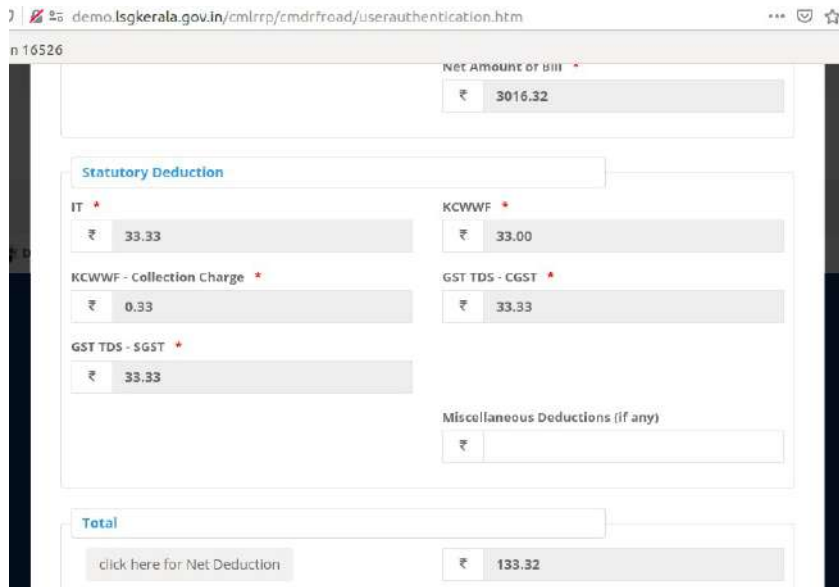 demo.lsgkerala.gov.in/cmlrrp/cmdrfroad/userauthentication.htm
n 16526
Net Amount of Bill *
₹ 3016.32
Statutory Deduction
IT * KCWWF *
₹ 33.33 ₹ 33.00
KCWWF - Collection Charge * GST TDS - CGST *
₹ 0.33 ₹ 33.33
GST TDS - SGST *
₹ 33.33
Miscellaneous Deductions (if any)
₹
Total
click here for Net Deduction ₹ 133.32